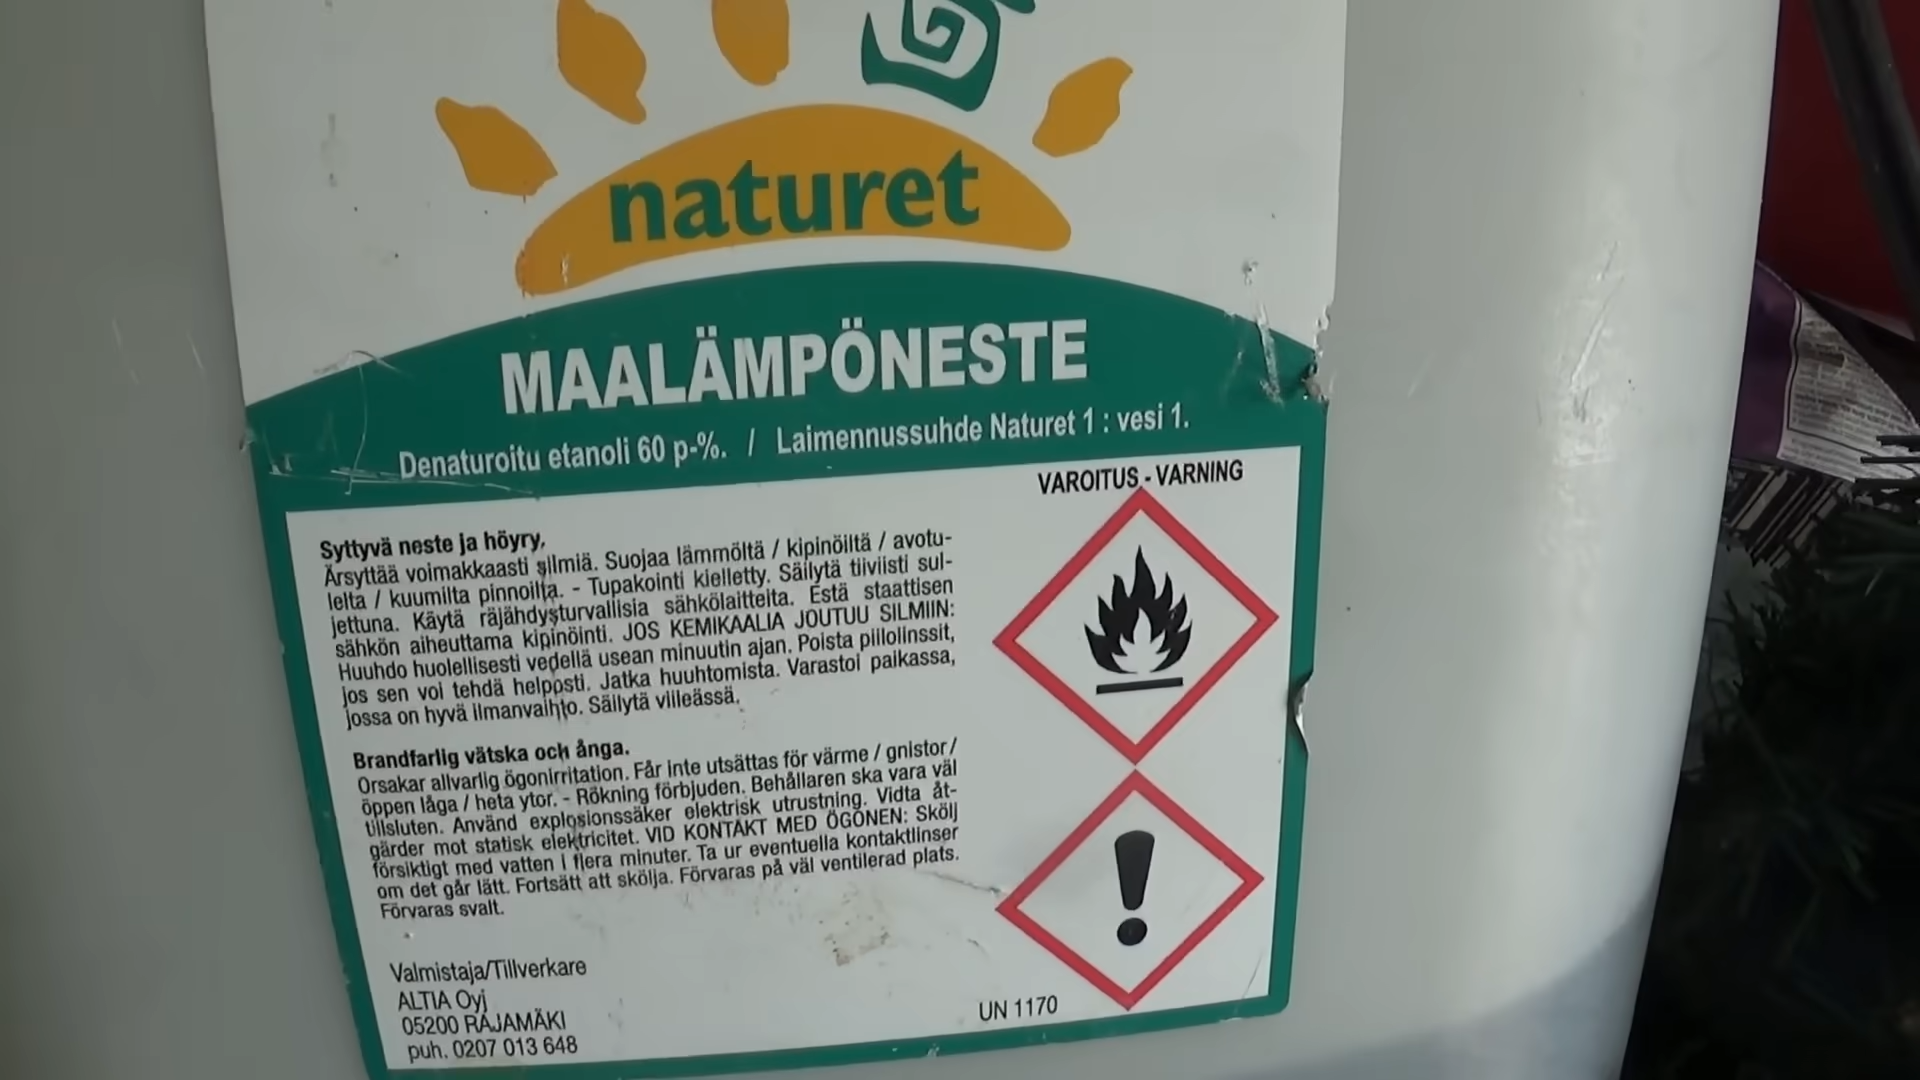 naturet
MAALÄMPÖNESTE
Denaturoitu etanoli 60 p-%. / Laimennussuhde Naturet 1 : vesi 1.
VAROITUS - VARNING
Syttyvä neste ja höyry.
Ärsyttää voimakkaasti silmiä. Suojaa lämmöltä / kipinöiltä / avotu-
lelta / kuumilta pinnoilta. - Tupakointi kielletty. Säilytä tiiviisti sul-
jettuna. Käytä räjähdysturvallisia sähkölaitteita. Estä staattisen
sähkön aiheuttama kipinöinti. JOS KEMIKAALIA JOUTUU SILMIIN:
Huuhdo huolellisesti vedellä usean minuutin ajan. Poista piilolinssit,
jos sen voi tehdä helposti. Jatka huuhtomista. Varastoi paikassa,
jossa on hyvä ilmanvaihto. Säilytä viileässä.
Brandfarlig vätska och ånga.
Orsakar allvarlig ögonirritation. Får inte utsättas för värme / gnistor /
öppen låga / heta ytor. - Rökning förbjuden. Behållaren ska vara väl
tillsluten. Använd explosionssäker elektrisk utrustning. Vidta åt-
gärder mot statisk elektricitet. VID KONTAKT MED ÖGONEN: Skölj
försiktigt med vatten i flera minuter. Ta ur eventuella kontaktlinser
om det går lätt. Fortsätt att skölja. Förvaras på väl ventilerad plats.
Förvaras svalt.
Valmistaja/Tillverkare
ALTIA Oyj
05200 RAJAMÄKI
puh. 0207 013 648
UN 1170